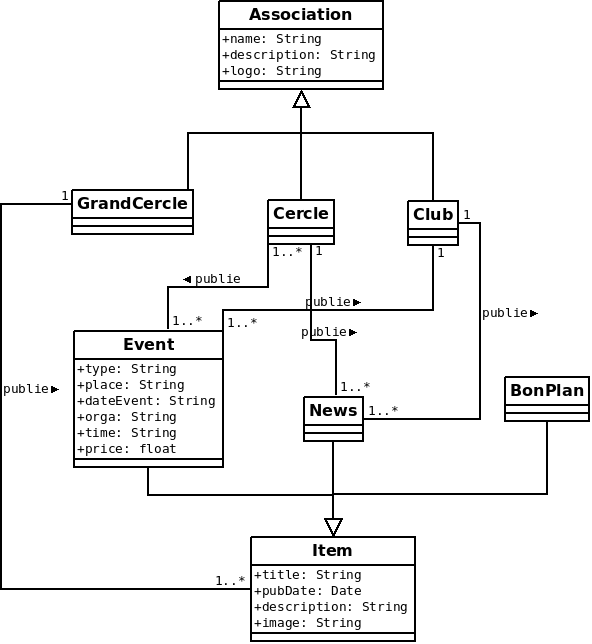 Association
+name: String
+description: String
+logo: String
1
GrandCercle
Cercle
Club
1
1..*
1
1
◄ publie
publie►
publie►
publie►
1..*
1..*
Event
+type: String
+place: String
+dateEvent: String
+orga: String
+time: String
+price: float
publie►
1..*
News
1..*
BonPlan
Item
1..*
+title: String
+pubDate: Date
+description: String
+image: String